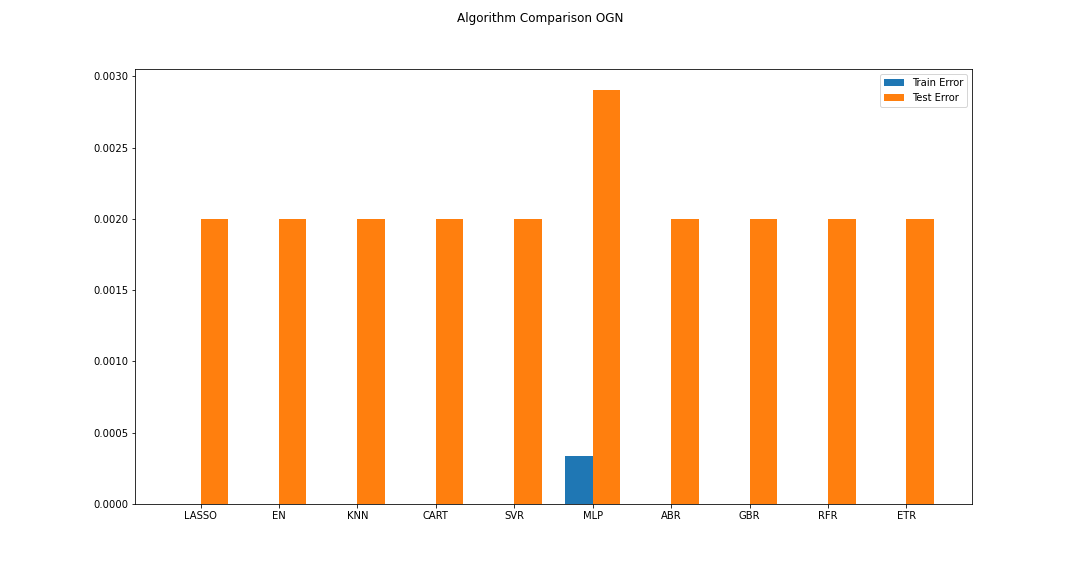 Algorithm Comparison OGN
Train Error
Test Error
0.0030
0.0025
0.0020
0.0015
0.0010
0.0005
0.0000
LASSO EN KNN CART SVR MLP ABR GBR RFR ETR